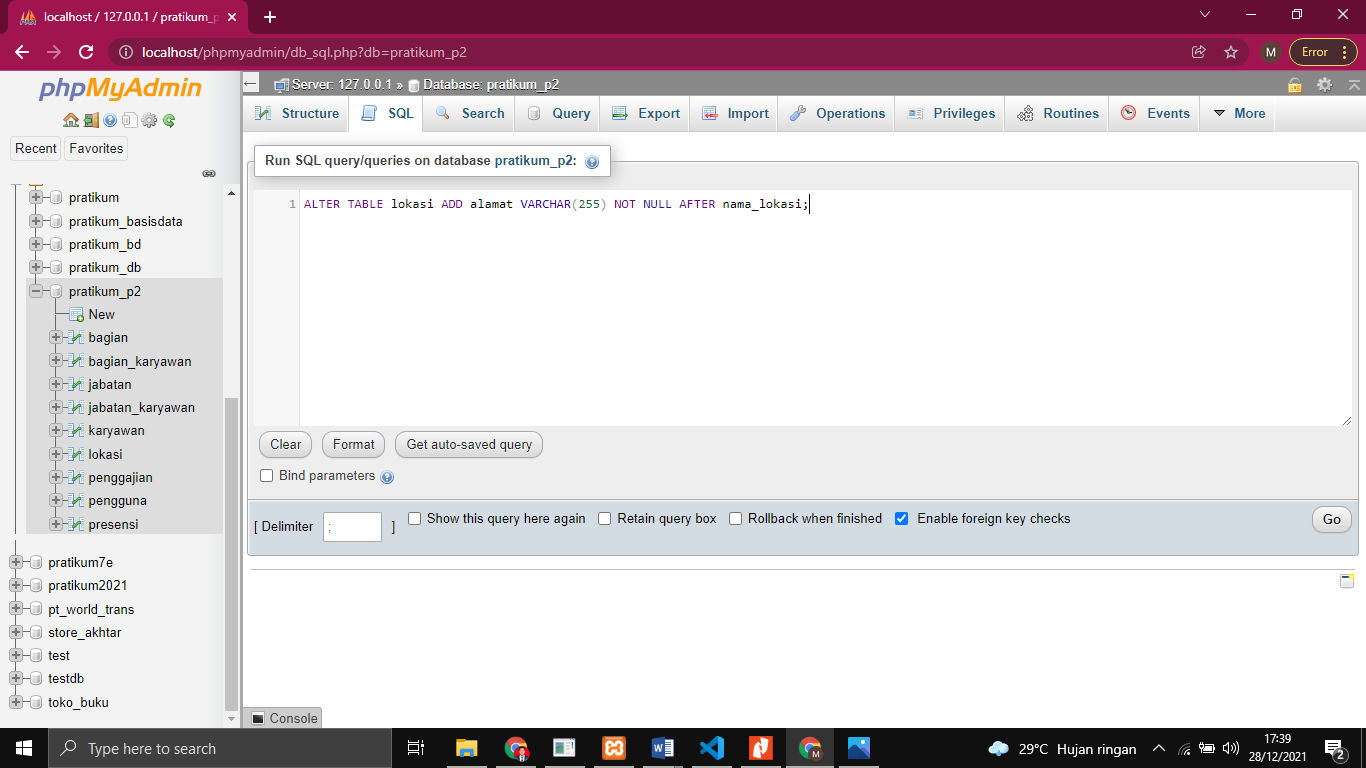 localhost / 127.0.0.1 / pratikum_p
localhost/phpmyadmin/db_sql.php?db=pratikum_p2
M
Error
phpMyAdmin
Recent
Favorites
pratikum
pratikum_basisdata
pratikum_bd
pratikum_db
pratikum_p2
New
bagian
bagian_karyawan
jabatan
jabatan_karyawan
karyawan
lokasi
penggajian
pengguna
presensi
pratikum7e
pratikum2021
pt_world_trans
store_akhtar
test
testdb
toko_buku
Server: 127.0.0.1 » Database: pratikum_p2
Structure
SQL
Search
Query
Export
Import
Operations
Privileges
Routines
Events
More
Run SQL query/queries on database pratikum_p2:
1 ALTER TABLE lokasi ADD alamat VARCHAR(255) NOT NULL AFTER nama_lokasi;
Clear
Format
Get auto-saved query
Bind parameters
[ Delimiter ; ]
Show this query here again
Retain query box
Rollback when finished
Enable foreign key checks
Go
Console
Type here to search
29°C Hujan ringan
17:39
28/12/2021
2